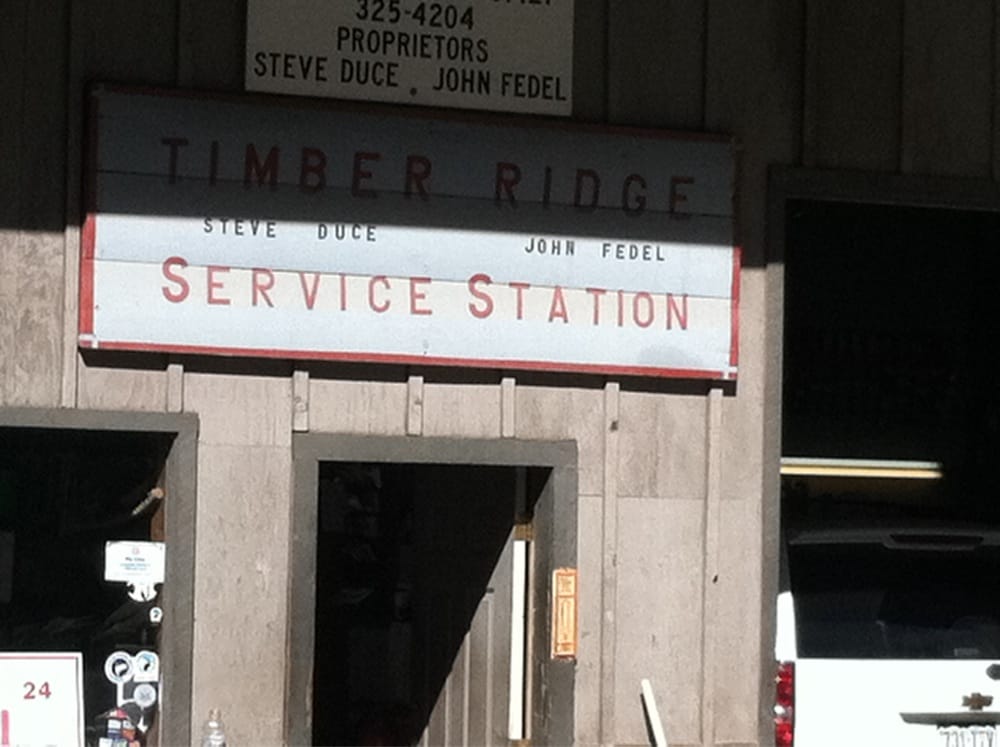 325-4204
PROPRIETORS
STEVE DUCE . JOHN FEDEL
TIMBER RIDGE
STEVE DUCE JOHN FEDEL
SERVICE STATION
24